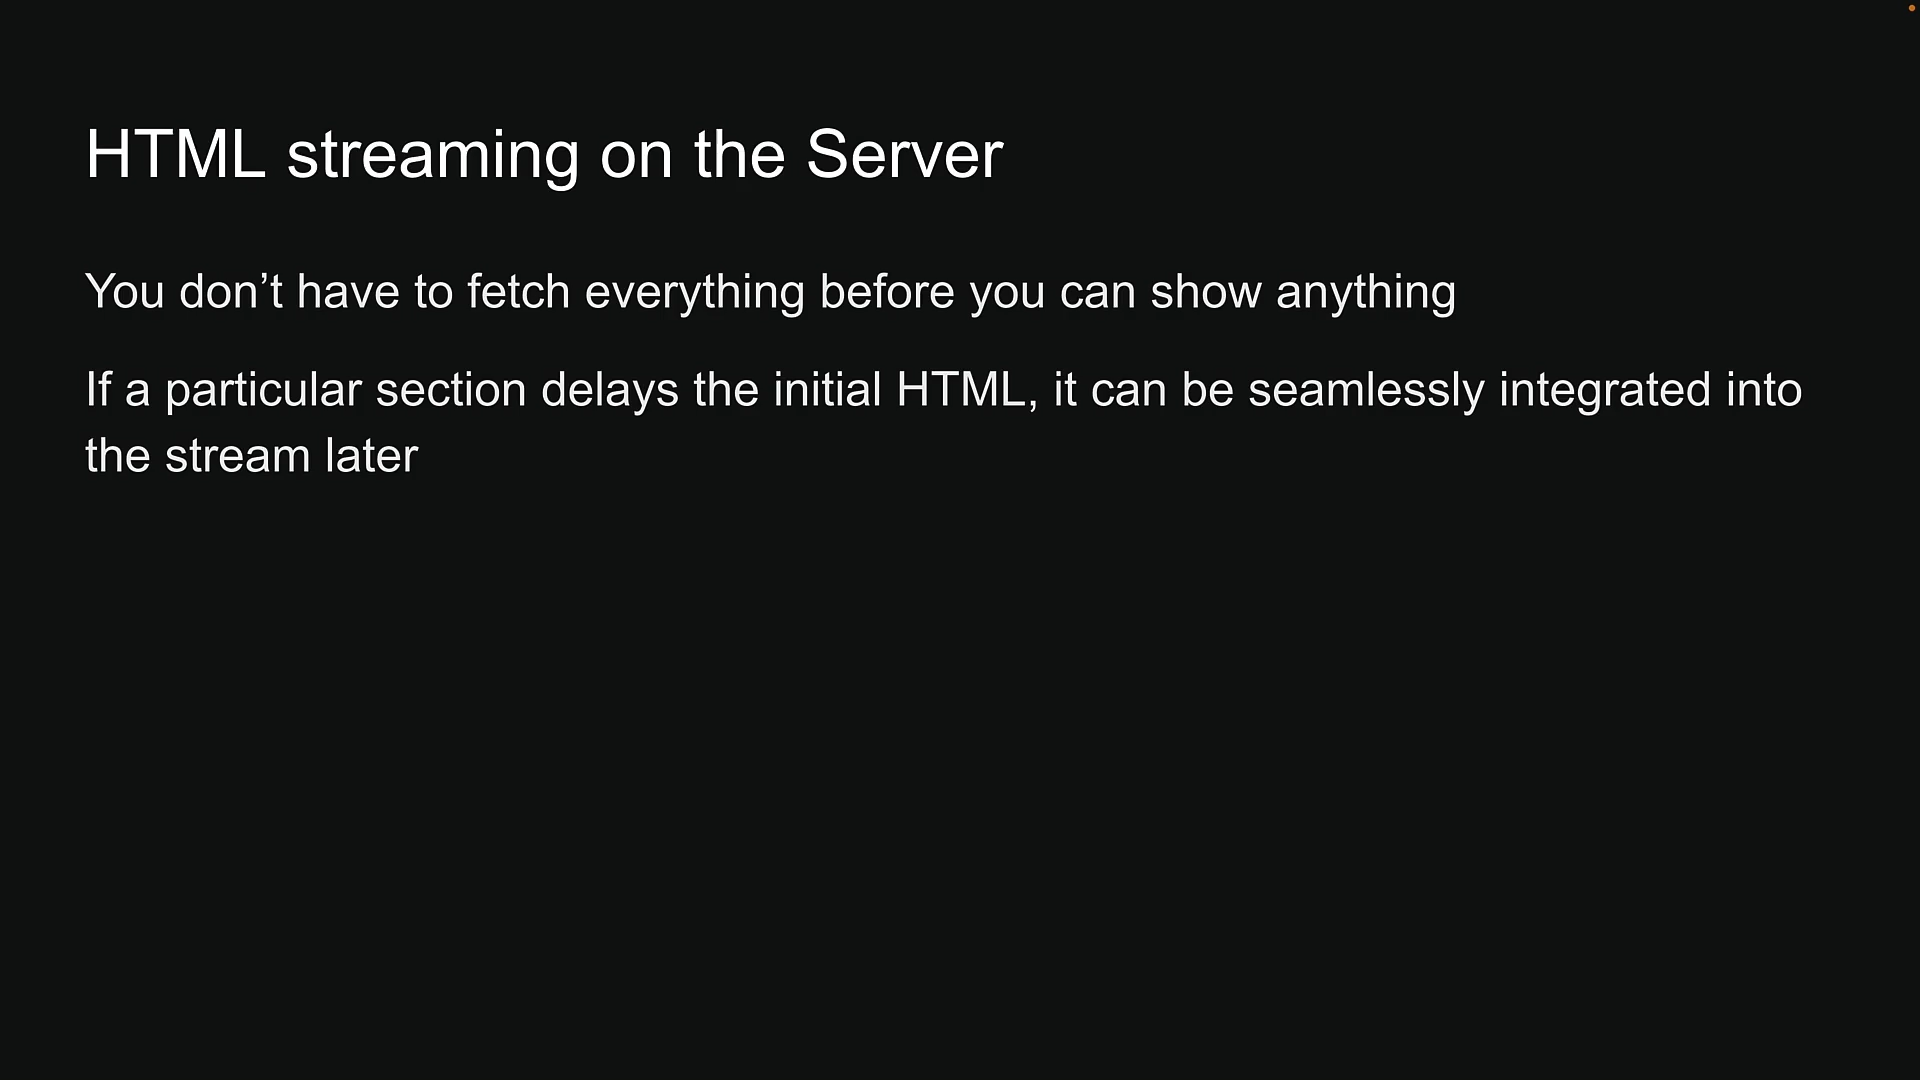 HTML streaming on the Server
You don’t have to fetch everything before you can show anything
If a particular section delays the initial HTML, it can be seamlessly integrated into
the stream later